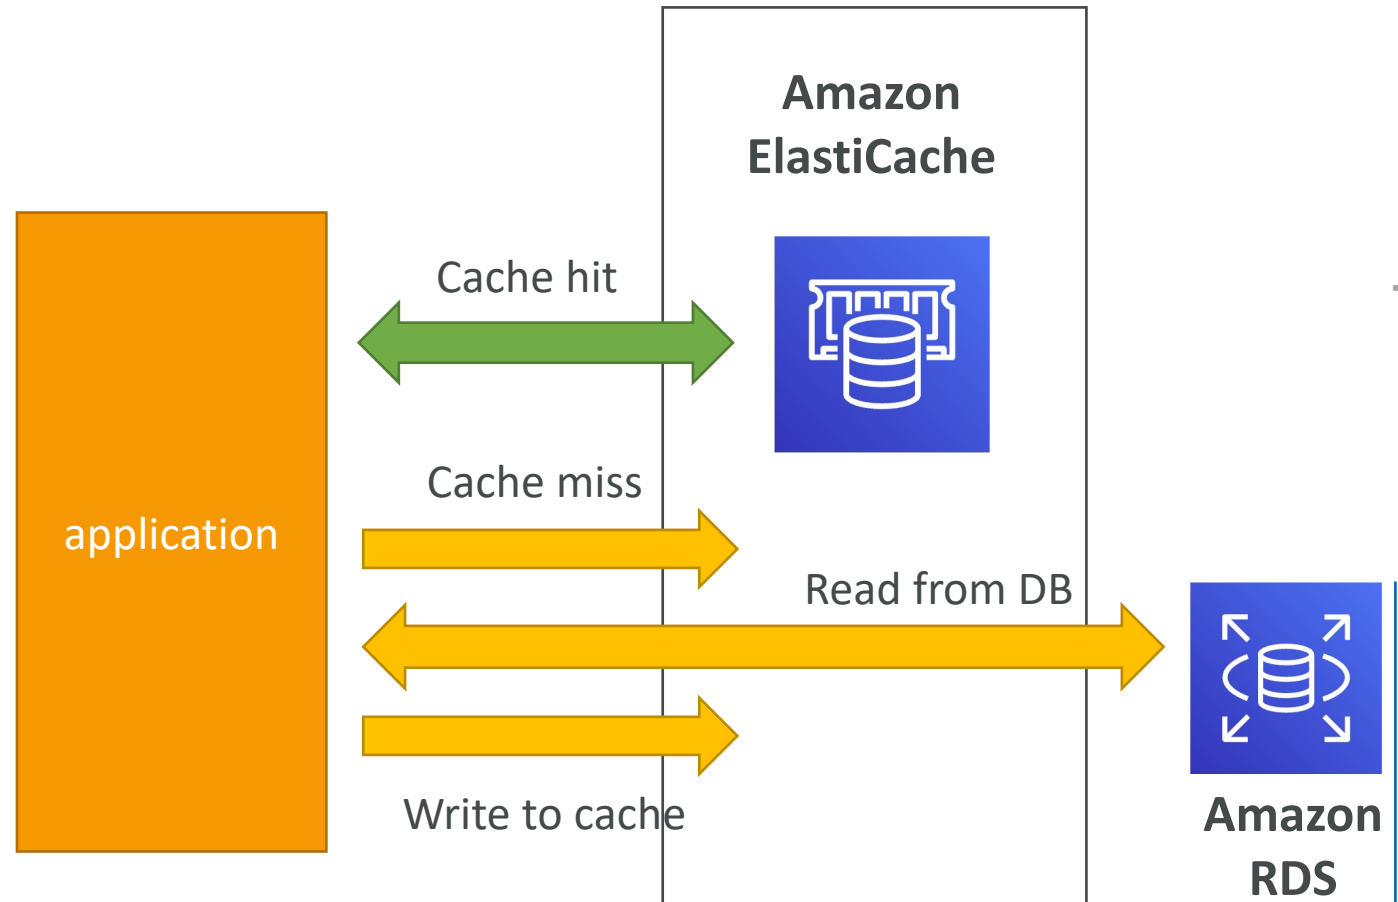 Amazon
ElastiCache
Cache hit
Cache miss
application
Read from DB
Write to cache
Amazon
RDS